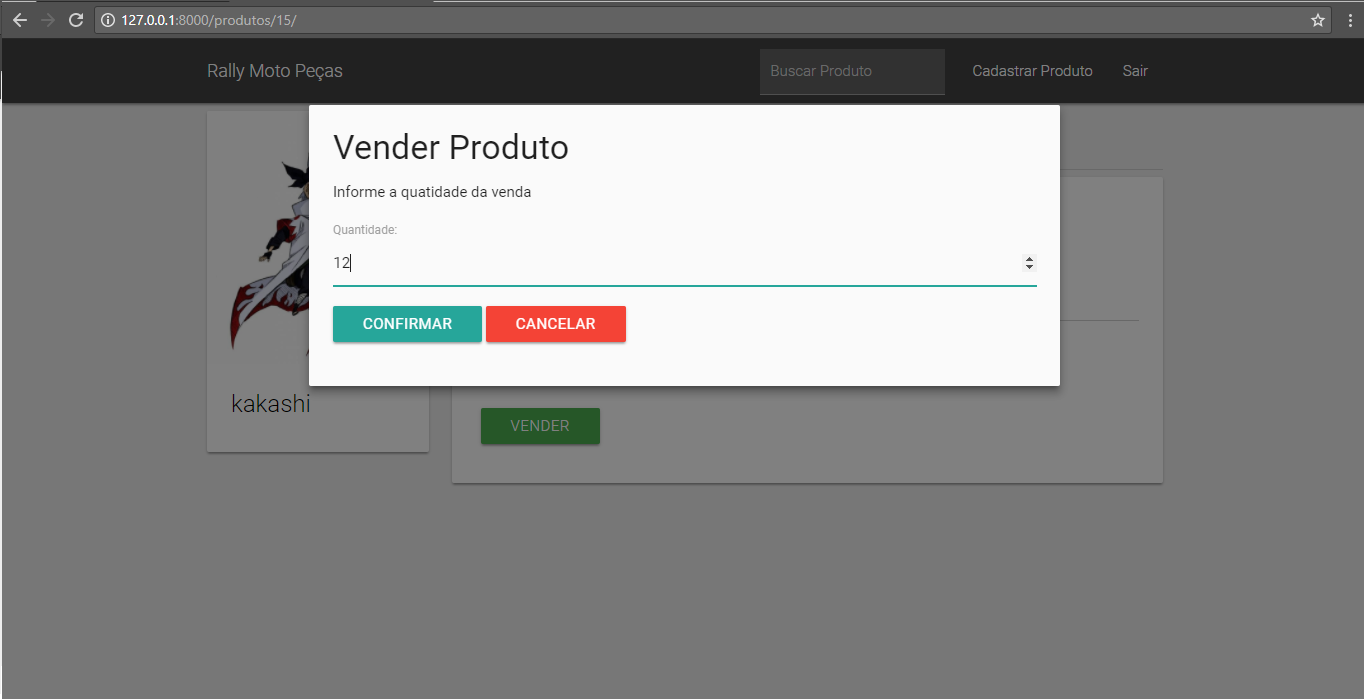 127.0.0.1:8000/produtos/15/
Rally Moto Peças
Buscar Produto
Cadastrar Produto
Sair
Vender Produto
Informe a quatidade da venda
Quantidade:
12
CONFIRMAR
CANCELAR
kakashi
VENDER